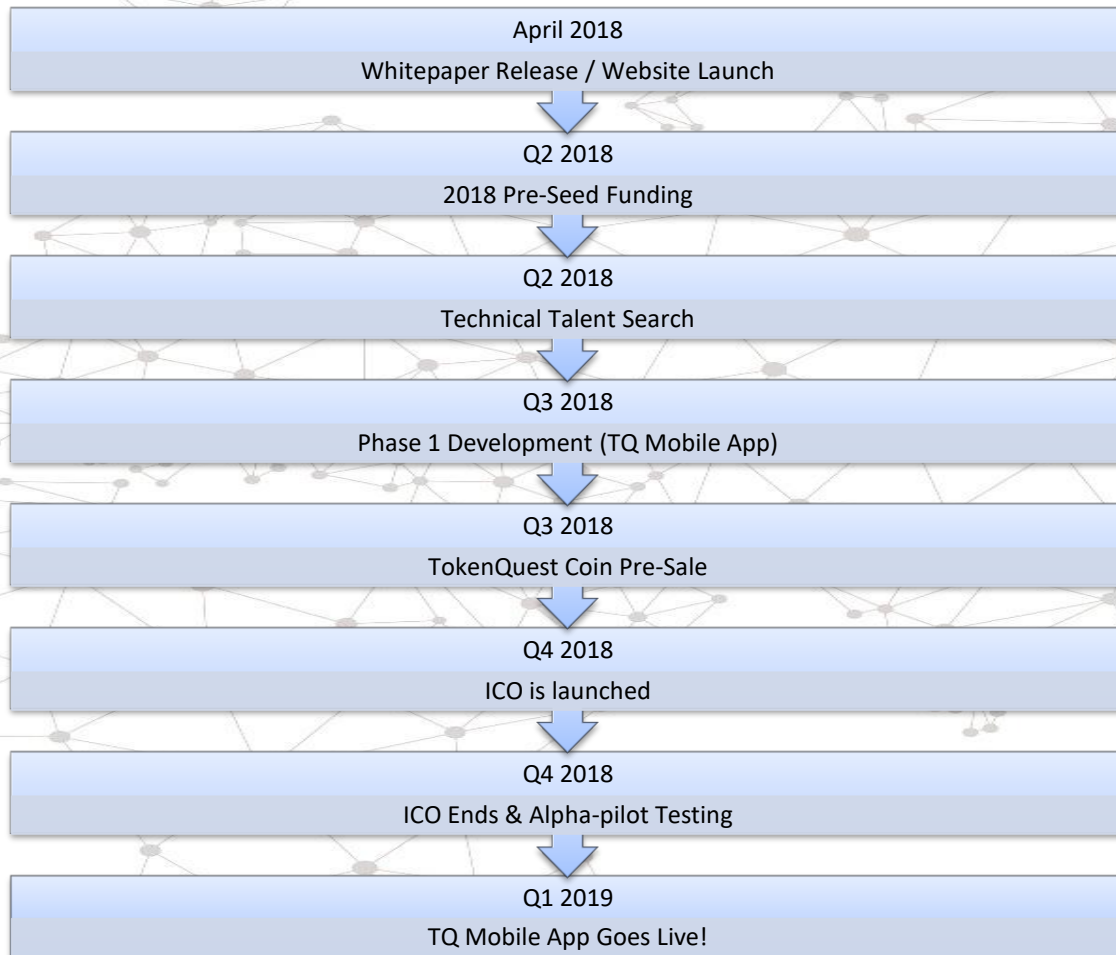 April 2018
Whitepaper Release / Website Launch
Q2 2018
2018 Pre-Seed Funding
Q2 2018
Technical Talent Search
Q3 2018
Phase 1 Development (TQ Mobile App)
Q3 2018
TokenQuest Coin Pre-Sale
Q4 2018
ICO is launched
Q4 2018
ICO Ends & Alpha-pilot Testing
Q1 2019
TQ Mobile App Goes Live!